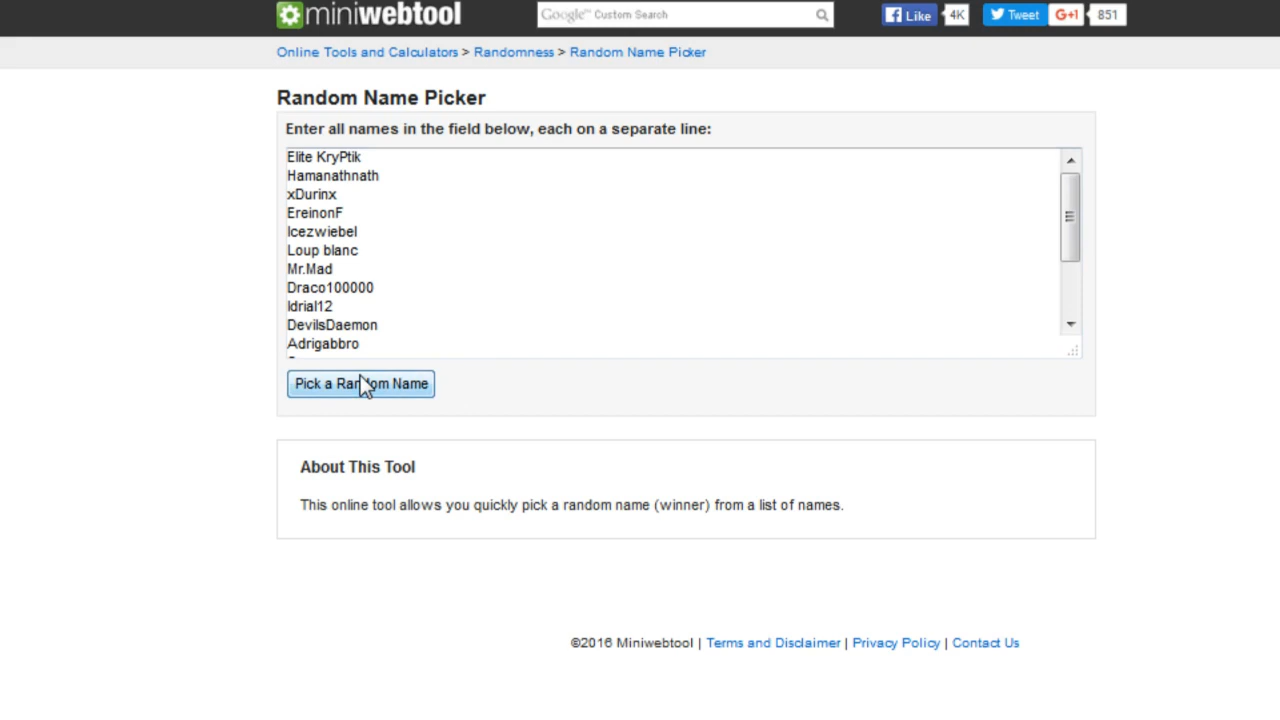 miniwebtool
Google™ Custom Search
Like 4K Tweet G+1 851
Online Tools and Calculators > Randomness > Random Name Picker
Random Name Picker
Enter all names in the field below, each on a separate line:
Elite KryPtik
Hamanathnath
xDurinx
EreinonF
Icezwiebel
Loup blanc
Mr.Mad
Draco100000
Idrial12
DevilsDaemon
Adrigabbro
Pick a Random Name
About This Tool
This online tool allows you quickly pick a random name (winner) from a list of names.
©2016 Miniwebtool | Terms and Disclaimer | Privacy Policy | Contact Us